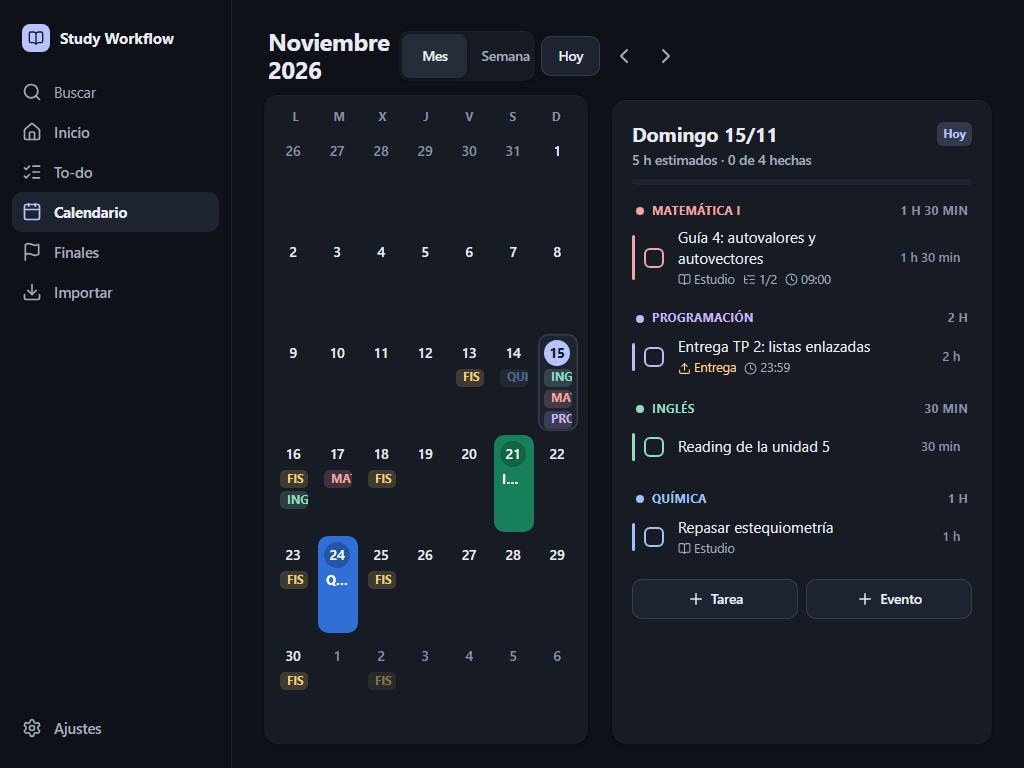 Study Workflow
Buscar
Inicio
To-do
Calendario
Finales
Importar
Ajustes
Noviembre
2026
Mes Semana Hoy
L M X J V S D
26 27 28 29 30 31 1
2 3 4 5 6 7 8
9 10 11 12 13 14 15
FIS QUI ING
MAT
PRO
16 17 18 19 20 21 22
FIS MAT FIS I...
ING
23 24 25 26 27 28 29
FIS Q... FIS
30 1 2 3 4 5 6
FIS FIS
Domingo 15/11 Hoy
5 h estimados · 0 de 4 hechas
MATEMÁTICA I 1 H 30 MIN
Guía 4: autovalores y
autovectores 1 h 30 min
Estudio 1/2 09:00
PROGRAMACIÓN 2 H
Entrega TP 2: listas enlazadas 2 h
Entrega 23:59
INGLÉS 30 MIN
Reading de la unidad 5 30 min
QUÍMICA 1 H
Repasar estequiometría 1 h
Estudio
+ Tarea + Evento